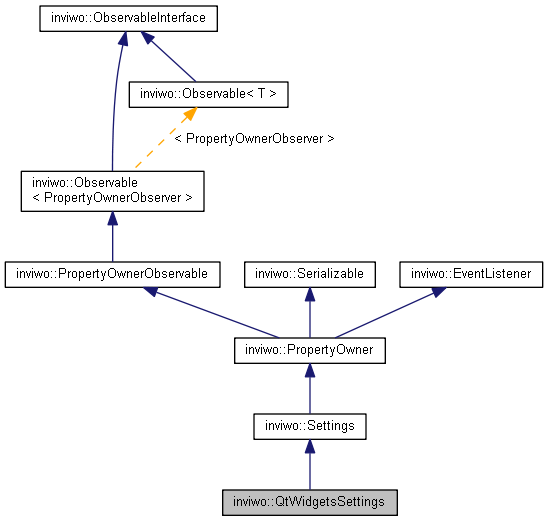 inviwo::ObservableInterface
inviwo::Observable< T >
< PropertyOwnerObserver >
inviwo::Observable
< PropertyOwnerObserver >
inviwo::PropertyOwnerObservable
inviwo::Serializable
inviwo::EventListener
inviwo::PropertyOwner
inviwo::Settings
inviwo::QtWidgetsSettings